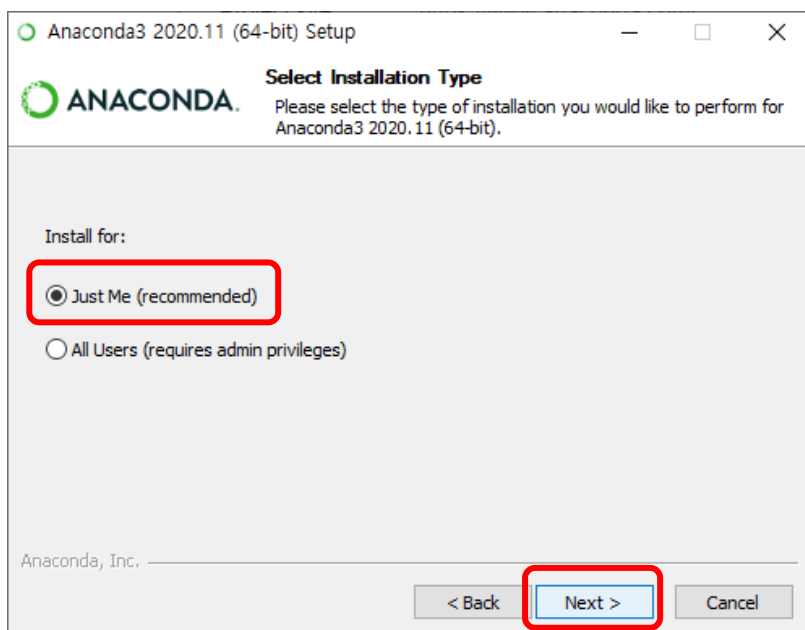 Anaconda3 2020.11 (64-bit) Setup
ANACONDA.
Select Installation Type
Please select the type of installation you would like to perform for
Anaconda3 2020.11 (64-bit).
Install for:
Just Me (recommended)
All Users (requires admin privileges)
Anaconda, Inc.
< Back
Next >
Cancel